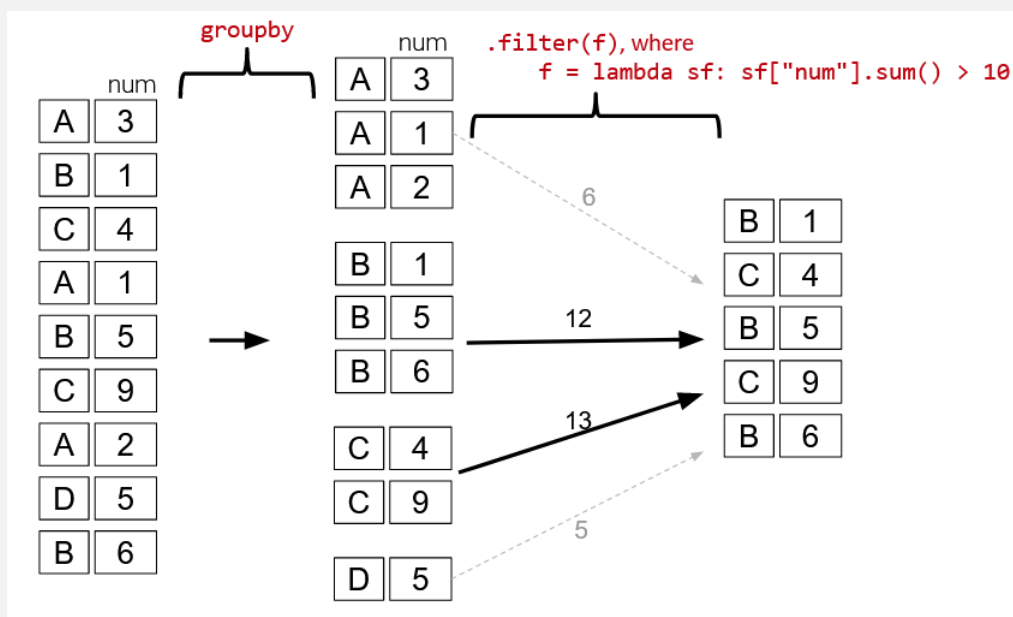 groupby
num
A 3
B 1
C 4
A 1
B 5
C 9
A 2
D 5
B 6
num
A 3
A 1
A 2
B 1
B 5
B 6
C 4
C 9
D 5
.filter(f), where
f = lambda sf: sf["num"].sum() > 10
6
12
13
5
B 1
C 4
B 5
C 9
B 6